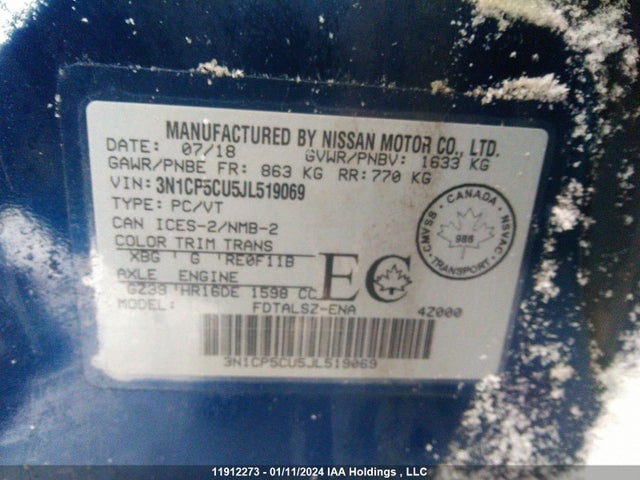 MANUFACTURED BY NISSAN MOTOR CO., LTD.
DATE: 07/18 GVWR/PNBV: 1633 KG
GAWR/PNBE FR: 863 KG RR: 770 KG
VIN: 3N1CP5CU5JL519069
TYPE: PC/VT
CAN ICES-2/NMB-2
COLOR TRIM TRANS
XBG G RE0F11B
AXLE ENGINE
GZ39 HR16DE 1598 CC
MODEL: FDTALSZ-ENA 4Z000
EC
CANADA
CMVSS NSVAC
986
TRANSPORT
3N1CP5CU5JL519069
11912273 - 01/11/2024 IAA Holdings , LLC